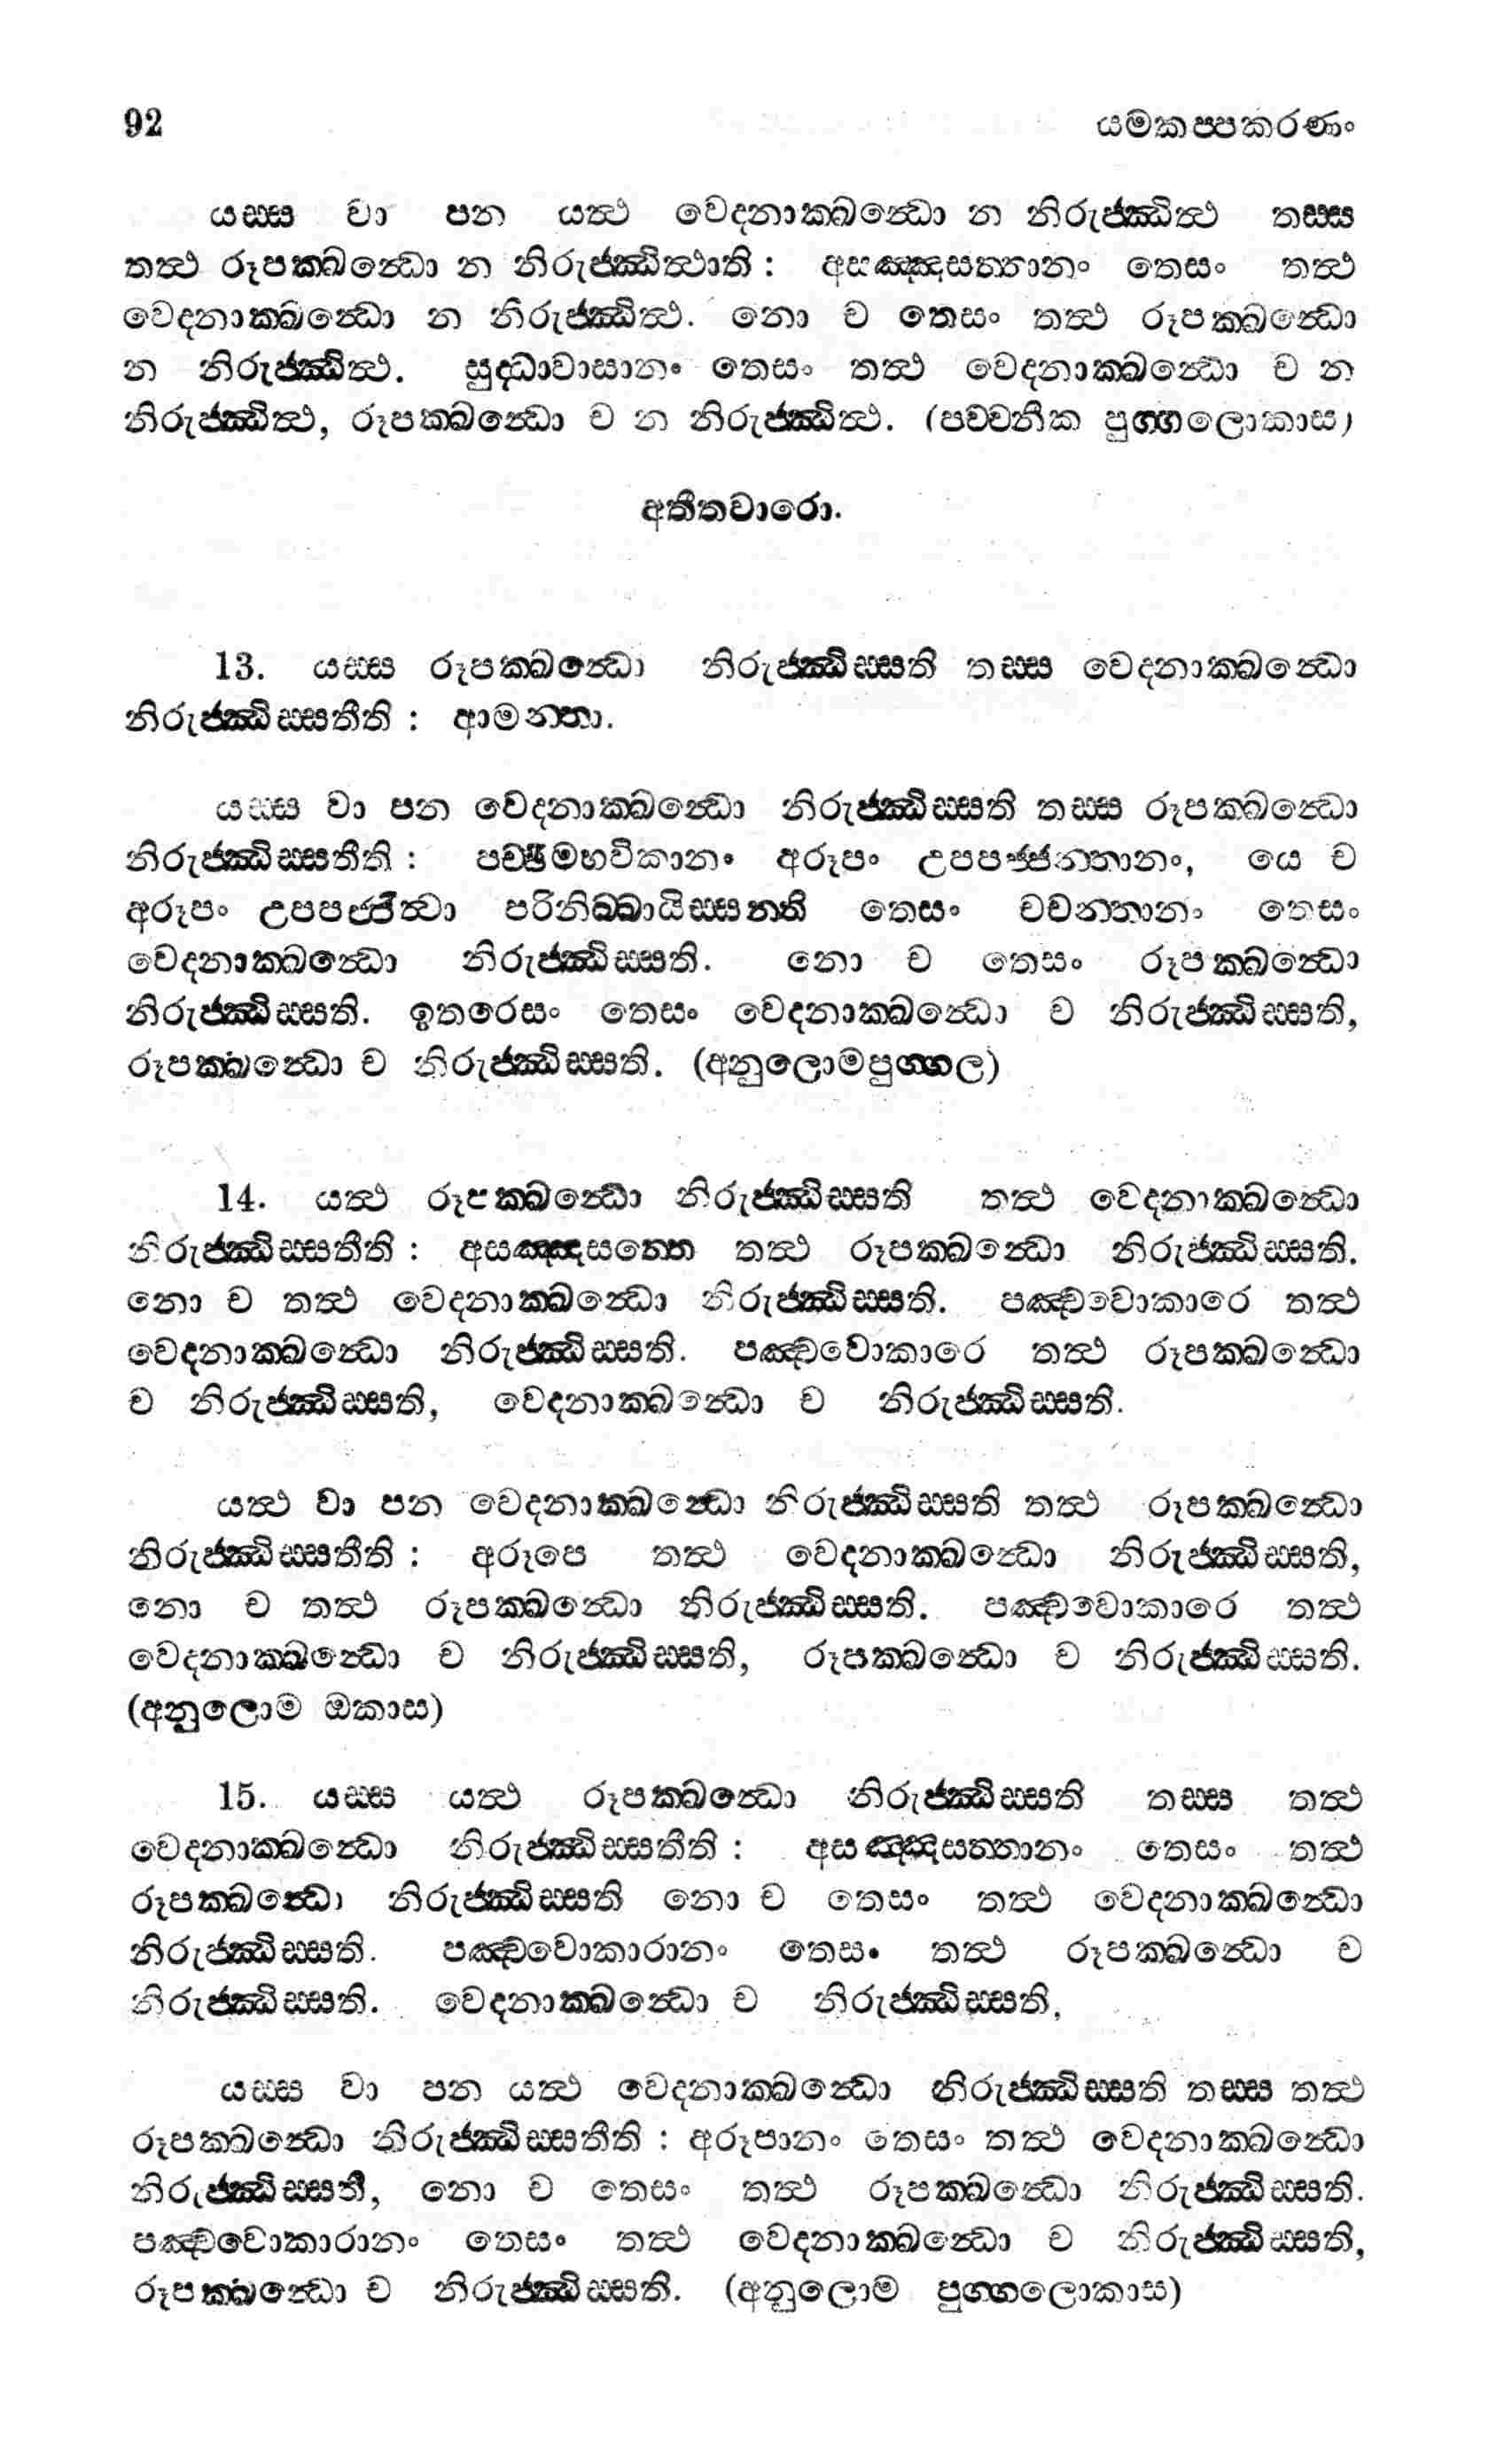 92 යමකප්පකරණං
යස්ස වා පන යත්ථ වෙදනාක්ඛන්ධො න නිරුජ්ඣිත්ථ තස්ස
තත්ථ රූපක්ඛන්ධො න නිරුජ්ඣිත්ථාති : අසඤ්ඤසත්තානං තෙසං තත්ථ
වෙදනාක්ඛන්ධො න නිරුජ්ඣිත්ථ. නො ච තෙසං තත්ථ රූපක්ඛන්ධො
න නිරුජ්ඣිත්ථ. සුද්ධාවාසානං තෙසං තත්ථ වෙදනාක්ඛන්ධො ච න
නිරුජ්ඣිත්ථ, රූපක්ඛන්ධො ච න නිරුජ්ඣිත්ථ. (පච්චනීක පුග්ගලොකාස)
අතීතවාරො.
13. යස්ස රූපක්ඛන්ධො නිරුජ්ඣිස්සති තස්ස වෙදනාක්ඛන්ධො
නිරුජ්ඣිස්සතීති : ආමන්තා.
යස්ස වා පන වෙදනාක්ඛන්ධො නිරුජ්ඣිස්සති තස්ස රූපක්ඛන්ධො
නිරුජ්ඣිස්සතීති : පච්ඡිමභවිකානං අරූපං උපපජ්ජන්තානං, යෙ ච
අරූපං උපපජ්ජිත්වා පරිනිබ්බායිස්සන්ති තෙසං චවන්තානං තෙසං
වෙදනාක්ඛන්ධො නිරුජ්ඣිස්සති. නො ච තෙසං රූපක්ඛන්ධො
නිරුජ්ඣිස්සති. ඉතරෙසං තෙසං වෙදනාක්ඛන්ධො ච නිරුජ්ඣිස්සති,
රූපක්ඛන්ධො ච නිරුජ්ඣිස්සති. (අනුලොමපුග්ගල)
14. යත්ථ රූපක්ඛන්ධො නිරුජ්ඣිස්සති තත්ථ වෙදනාක්ඛන්ධො
නිරුජ්ඣිස්සතීති : අසඤ්ඤසත්තෙ තත්ථ රූපක්ඛන්ධො නිරුජ්ඣිස්සති.
නො ච තත්ථ වෙදනාක්ඛන්ධො නිරුජ්ඣිස්සති. පඤ්චවොකාරෙ තත්ථ
වෙදනාක්ඛන්ධො නිරුජ්ඣිස්සති. පඤ්චවොකාරෙ තත්ථ රූපක්ඛන්ධො
ච නිරුජ්ඣිස්සති, වෙදනාක්ඛන්ධො ච නිරුජ්ඣිස්සති.
යත්ථ වා පන වෙදනාක්ඛන්ධො නිරුජ්ඣිස්සති තත්ථ රූපක්ඛන්ධො
නිරුජ්ඣිස්සතීති : අරූපෙ තත්ථ වෙදනාක්ඛන්ධො නිරුජ්ඣිස්සති,
නො ච තත්ථ රූපක්ඛන්ධො නිරුජ්ඣිස්සති. පඤ්චවොකාරෙ තත්ථ
වෙදනාක්ඛන්ධො ච නිරුජ්ඣිස්සති, රූපක්ඛන්ධො ච නිරුජ්ඣිස්සති.
(අනුලොම ඔකාස)
15. යස්ස යත්ථ රූපක්ඛන්ධො නිරුජ්ඣිස්සති තස්ස තත්ථ
වෙදනාක්ඛන්ධො නිරුජ්ඣිස්සතීති : අසඤ්ඤසත්තානං තෙසං තත්ථ
රූපක්ඛන්ධො නිරුජ්ඣිස්සති නො ච තෙසං තත්ථ වෙදනාක්ඛන්ධො
නිරුජ්ඣිස්සති. පඤ්චවොකාරානං තෙසං තත්ථ රූපක්ඛන්ධො ච
නිරුජ්ඣිස්සති. වෙදනාක්ඛන්ධො ච නිරුජ්ඣිස්සති,
යස්ස වා පන යත්ථ වෙදනාක්ඛන්ධො නිරුජ්ඣිස්සති තස්ස තත්ථ
රූපක්ඛන්ධො නිරුජ්ඣිස්සතීති : අරූපානං තෙසං තත්ථ වෙදනාක්ඛන්ධො
නිරුජ්ඣිස්සතී, නො ච තෙසං තත්ථ රූපක්ඛන්ධො නිරුජ්ඣිස්සති.
පඤ්චවොකාරානං තෙසං තත්ථ වෙදනාක්ඛන්ධො ච නිරුජ්ඣිස්සති,
රූපක්ඛන්ධො ච නිරුජ්ඣිස්සති. (අනුලොම පුග්ගලොකාස)